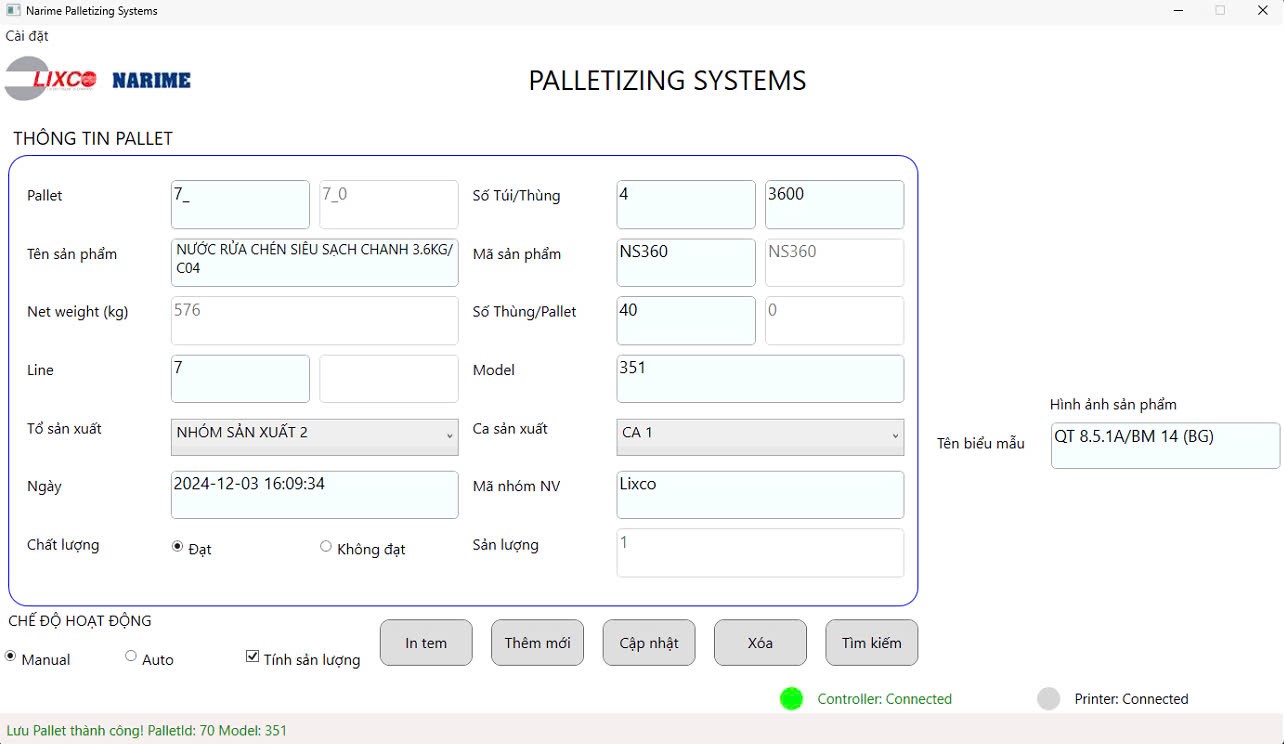 Narime Palletizing Systems
Cài đặt
LIXCO NARIME
PALLETIZING SYSTEMS
THÔNG TIN PALLET
Pallet 7_ 7_0 Số Túi/Thùng 4 3600
Tên sản phẩm NƯỚC RỬA CHÉN SIÊU SẠCH CHANH 3.6KG/
C04 Mã sản phẩm NS360 NS360
Net weight (kg) 576 Số Thùng/Pallet 40 0
Line 7 Model 351
Hình ảnh sản phẩm
Tổ sản xuất NHÓM SẢN XUẤT 2 Ca sản xuất CA 1 Tên biểu mẫu QT 8.5.1A/BM 14 (BG)
Ngày 2024-12-03 16:09:34 Mã nhóm NV Lixco
Chất lượng Đạt Không đạt Sản lượng 1
CHẾ ĐỘ HOẠT ĐỘNG
Manual Auto Tính sản lượng In tem Thêm mới Cập nhật Xóa Tìm kiếm
Controller: Connected Printer: Connected
Lưu Pallet thành công! PalletId: 70 Model: 351